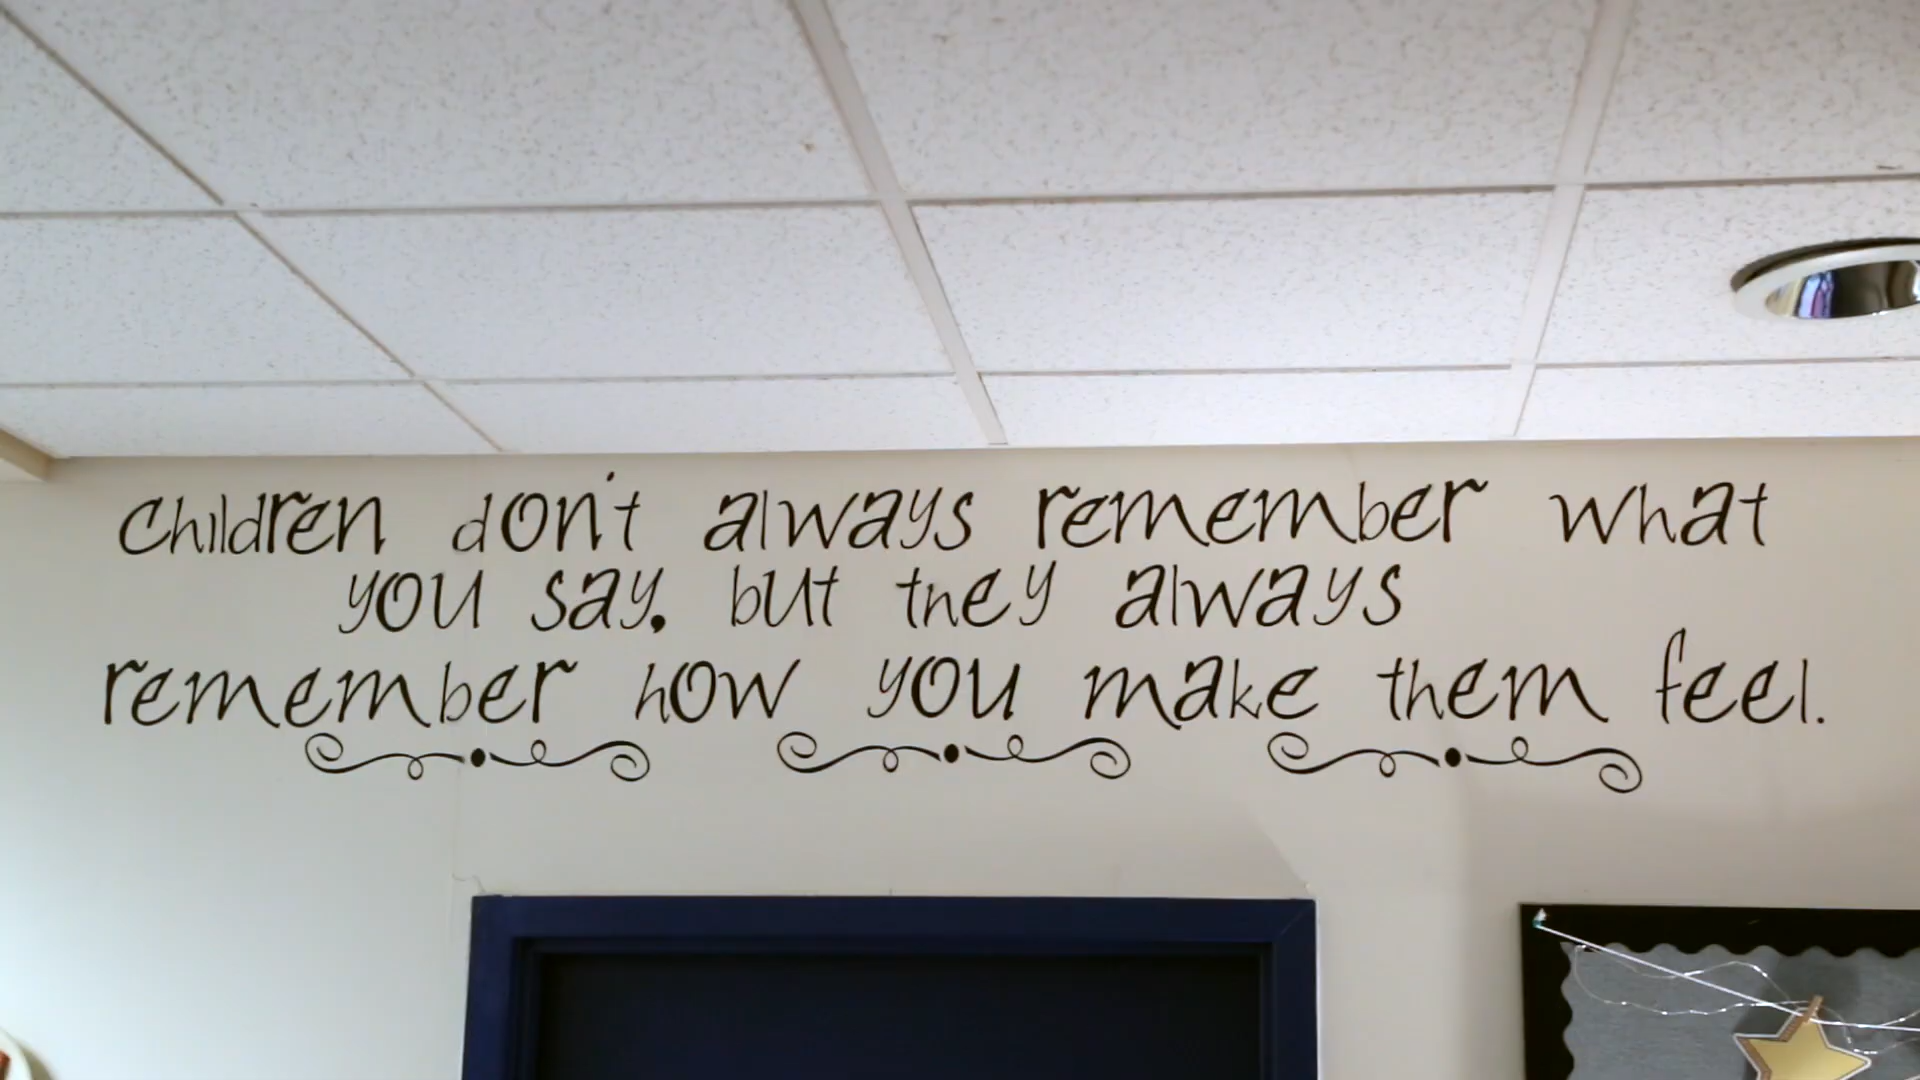 children don't always remember what
you say. but they always
remember how you make them feel.